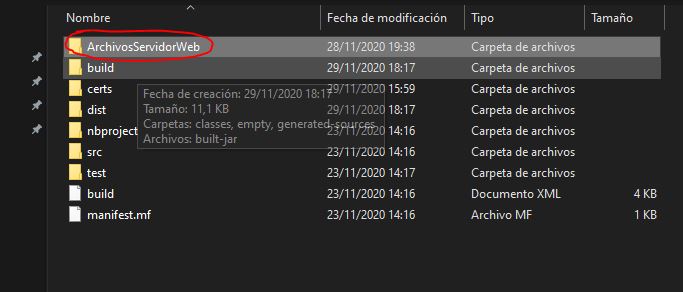 Nombre Fecha de modificación Tipo Tamaño
ArchivosServidorWeb 28/11/2020 19:38 Carpeta de archivos
build 29/11/2020 18:17 Carpeta de archivos
certs 29/11/2020 15:59 Carpeta de archivos
dist 29/11/2020 18:17 Carpeta de archivos
nbproject 23/11/2020 14:16 Carpeta de archivos
src 23/11/2020 14:16 Carpeta de archivos
test 23/11/2020 14:17 Carpeta de archivos
build 23/11/2020 14:16 Documento XML 4 KB
manifest.mf 23/11/2020 14:16 Archivo MF 1 KB
Fecha de creación: 29/11/2020 18:17
Tamaño: 11,1 KB
Carpetas: classes, empty, generated-sources
Archivos: built-jar